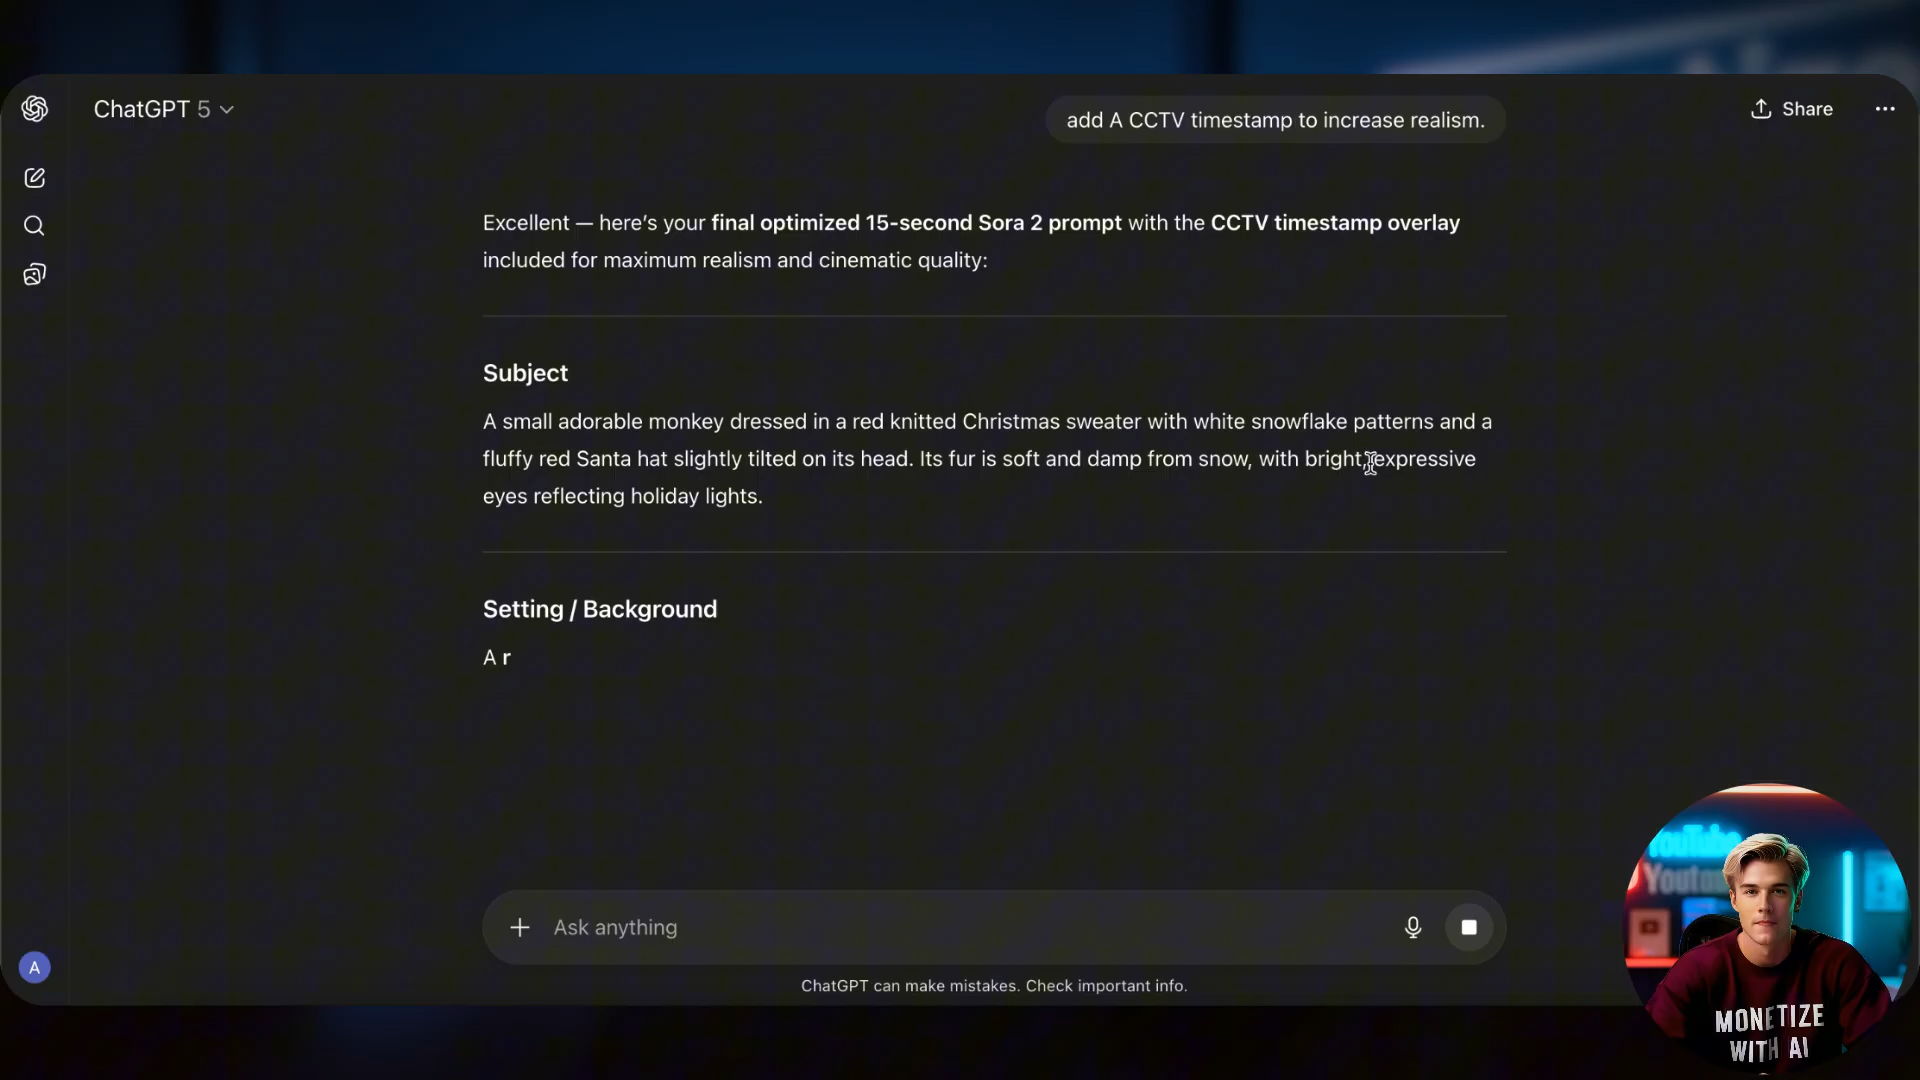 ChatGPT 5
add A CCTV timestamp to increase realism.
Share
Excellent — here's your final optimized 15-second Sora 2 prompt with the CCTV timestamp overlay
included for maximum realism and cinematic quality:
Subject
A small adorable monkey dressed in a red knitted Christmas sweater with white snowflake patterns and a
fluffy red Santa hat slightly tilted on its head. Its fur is soft and damp from snow, with bright, expressive
eyes reflecting holiday lights.
Setting / Background
A r
Ask anything
A
ChatGPT can make mistakes. Check important info.
YouTube
MONETIZE
WITH AI